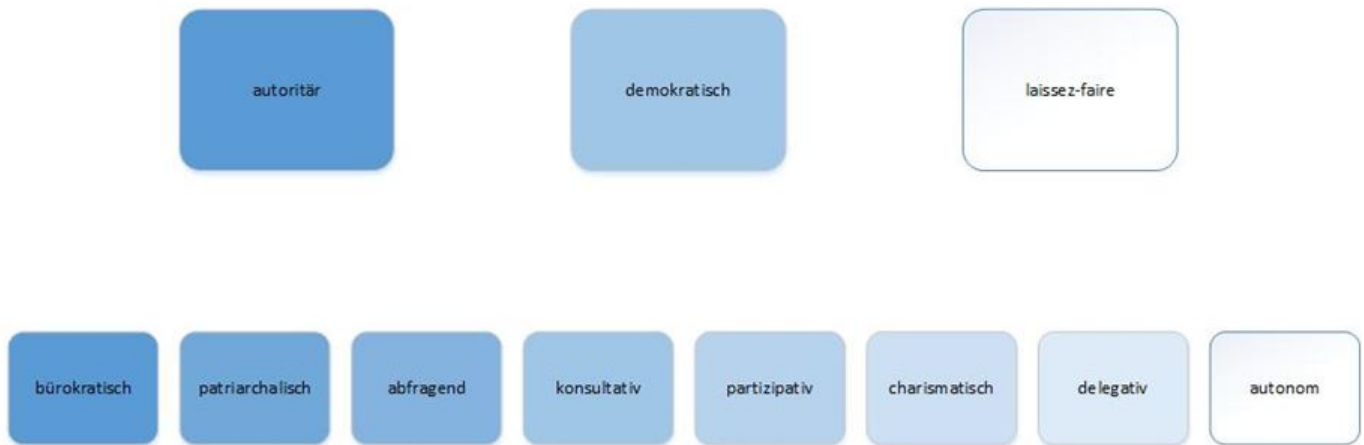 autoritär
demokratisch
laissez-faire
bürokratisch
patriarchalisch
abfragend
konsultativ
partizipativ
charismatisch
delegativ
autonom